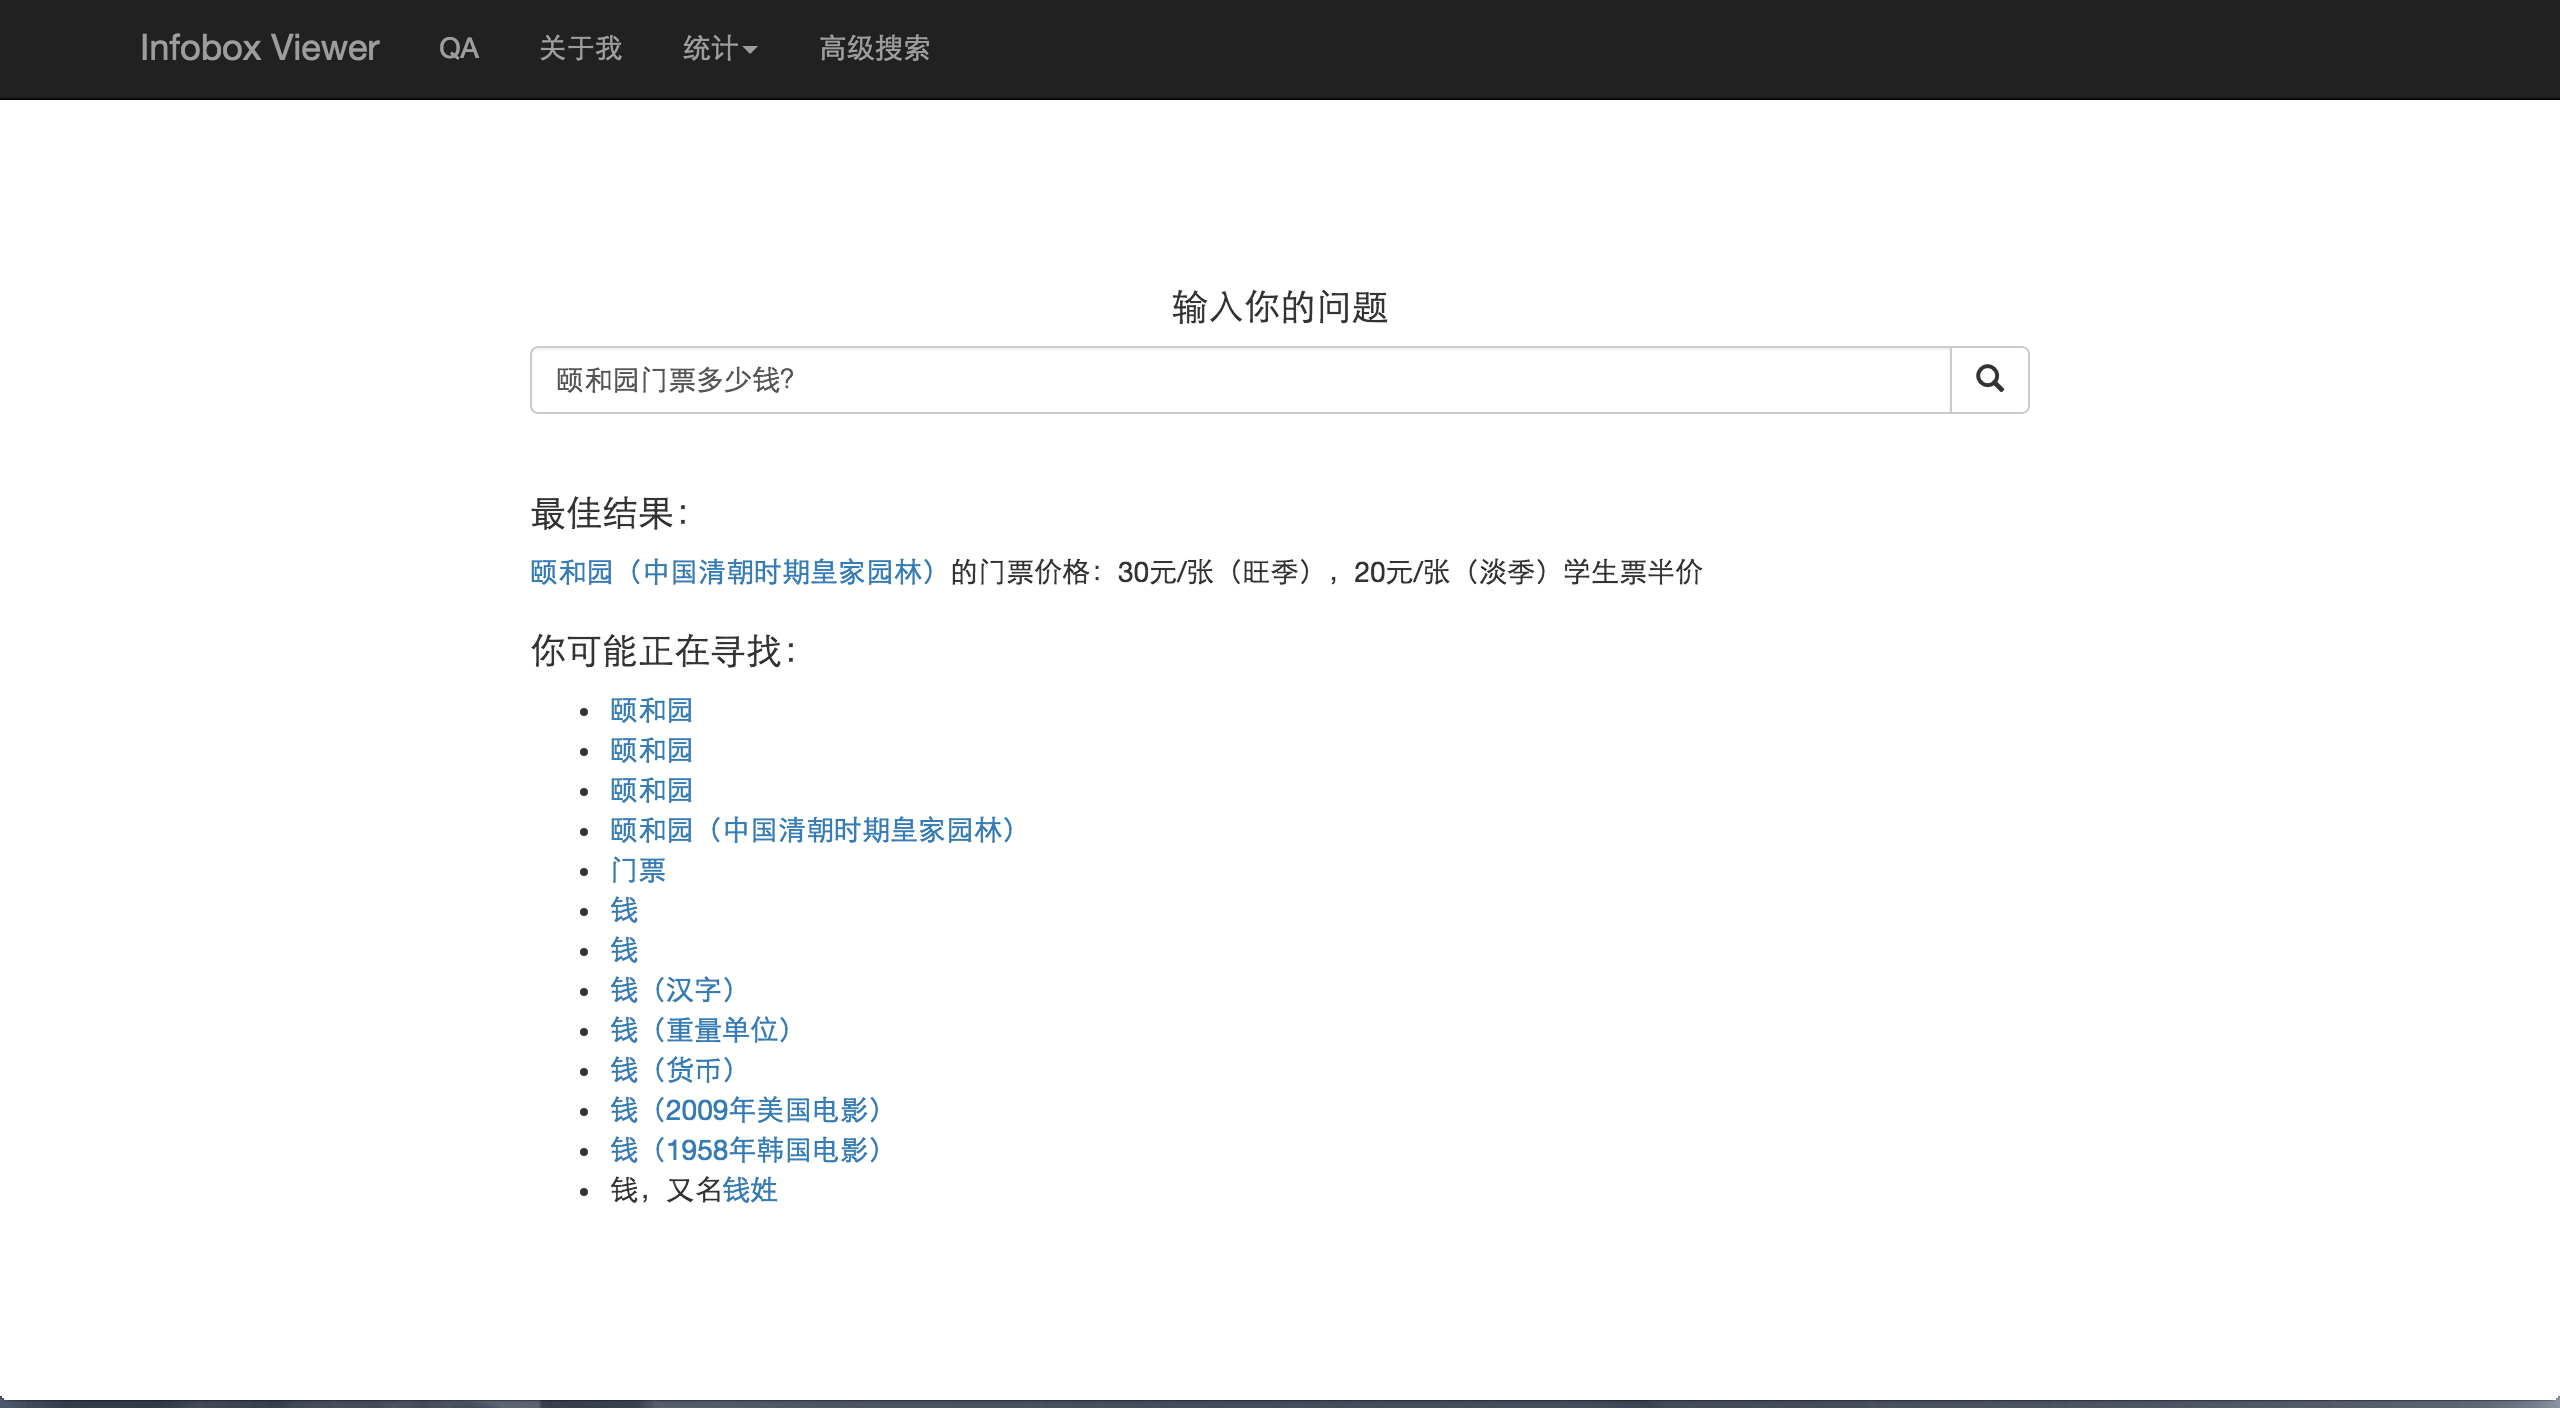 Infobox Viewer QA 关于我 统计 高级搜索
输入你的问题
颐和园门票多少钱?
最佳结果：
颐和园（中国清朝时期皇家园林）的门票价格：30元/张（旺季），20元/张（淡季）学生票半价
你可能正在寻找：
颐和园
颐和园
颐和园
颐和园（中国清朝时期皇家园林）
门票
钱
钱
钱（汉字）
钱（重量单位）
钱（货币）
钱（2009年美国电影）
钱（1958年韩国电影）
钱，又名钱姓